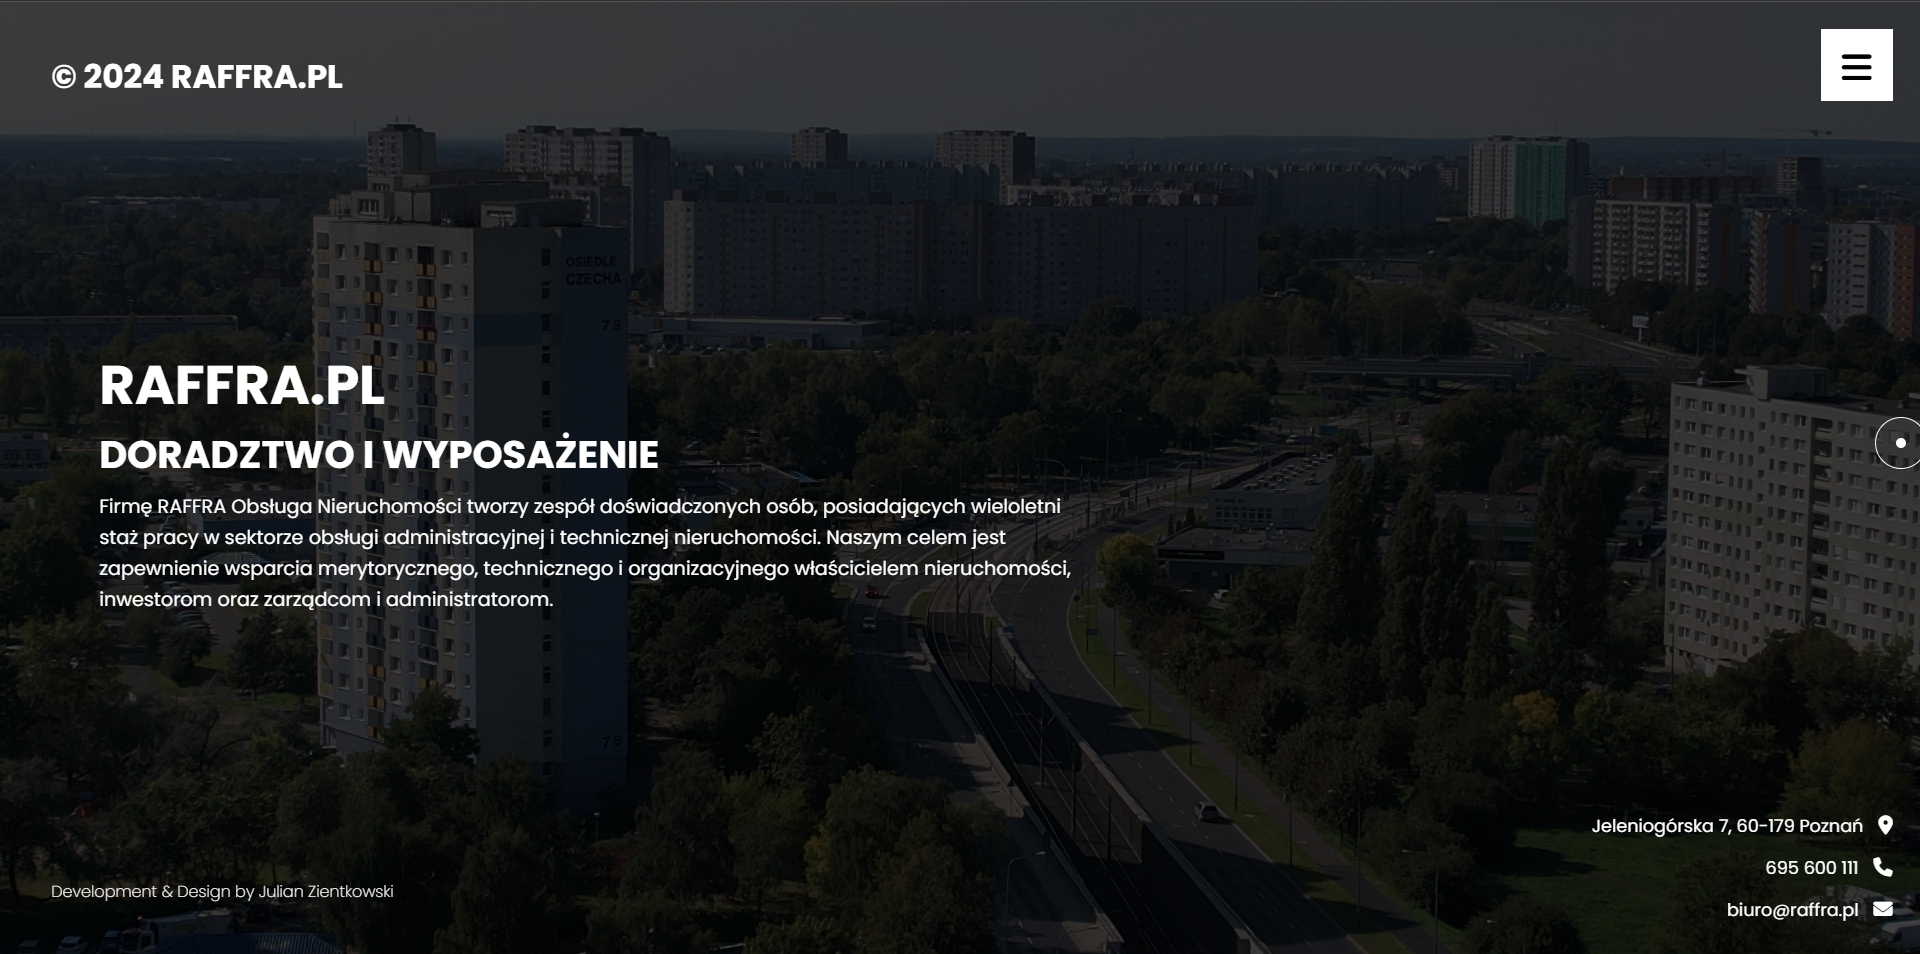 © 2024 RAFFRA.PL
OSIEDLE
CZECHA
78
RAFFRA.PL
DORADZTWO I WYPOSAŻENIE
Firmę RAFFRA Obsługa Nieruchomości tworzy zespół doświadczonych osób, posiadających wieloletni
staż pracy w sektorze obsługi administracyjnej i technicznej nieruchomości. Naszym celem jest
zapewnienie wsparcia merytorycznego, technicznego i organizacyjnego właścicielem nieruchomości,
inwestorom oraz zarządcom i administratorom.
78
Jeleniogórska 7, 60-179 Poznań
695 600 111
Development & Design by Julian Zientkowski
biuro@raffra.pl